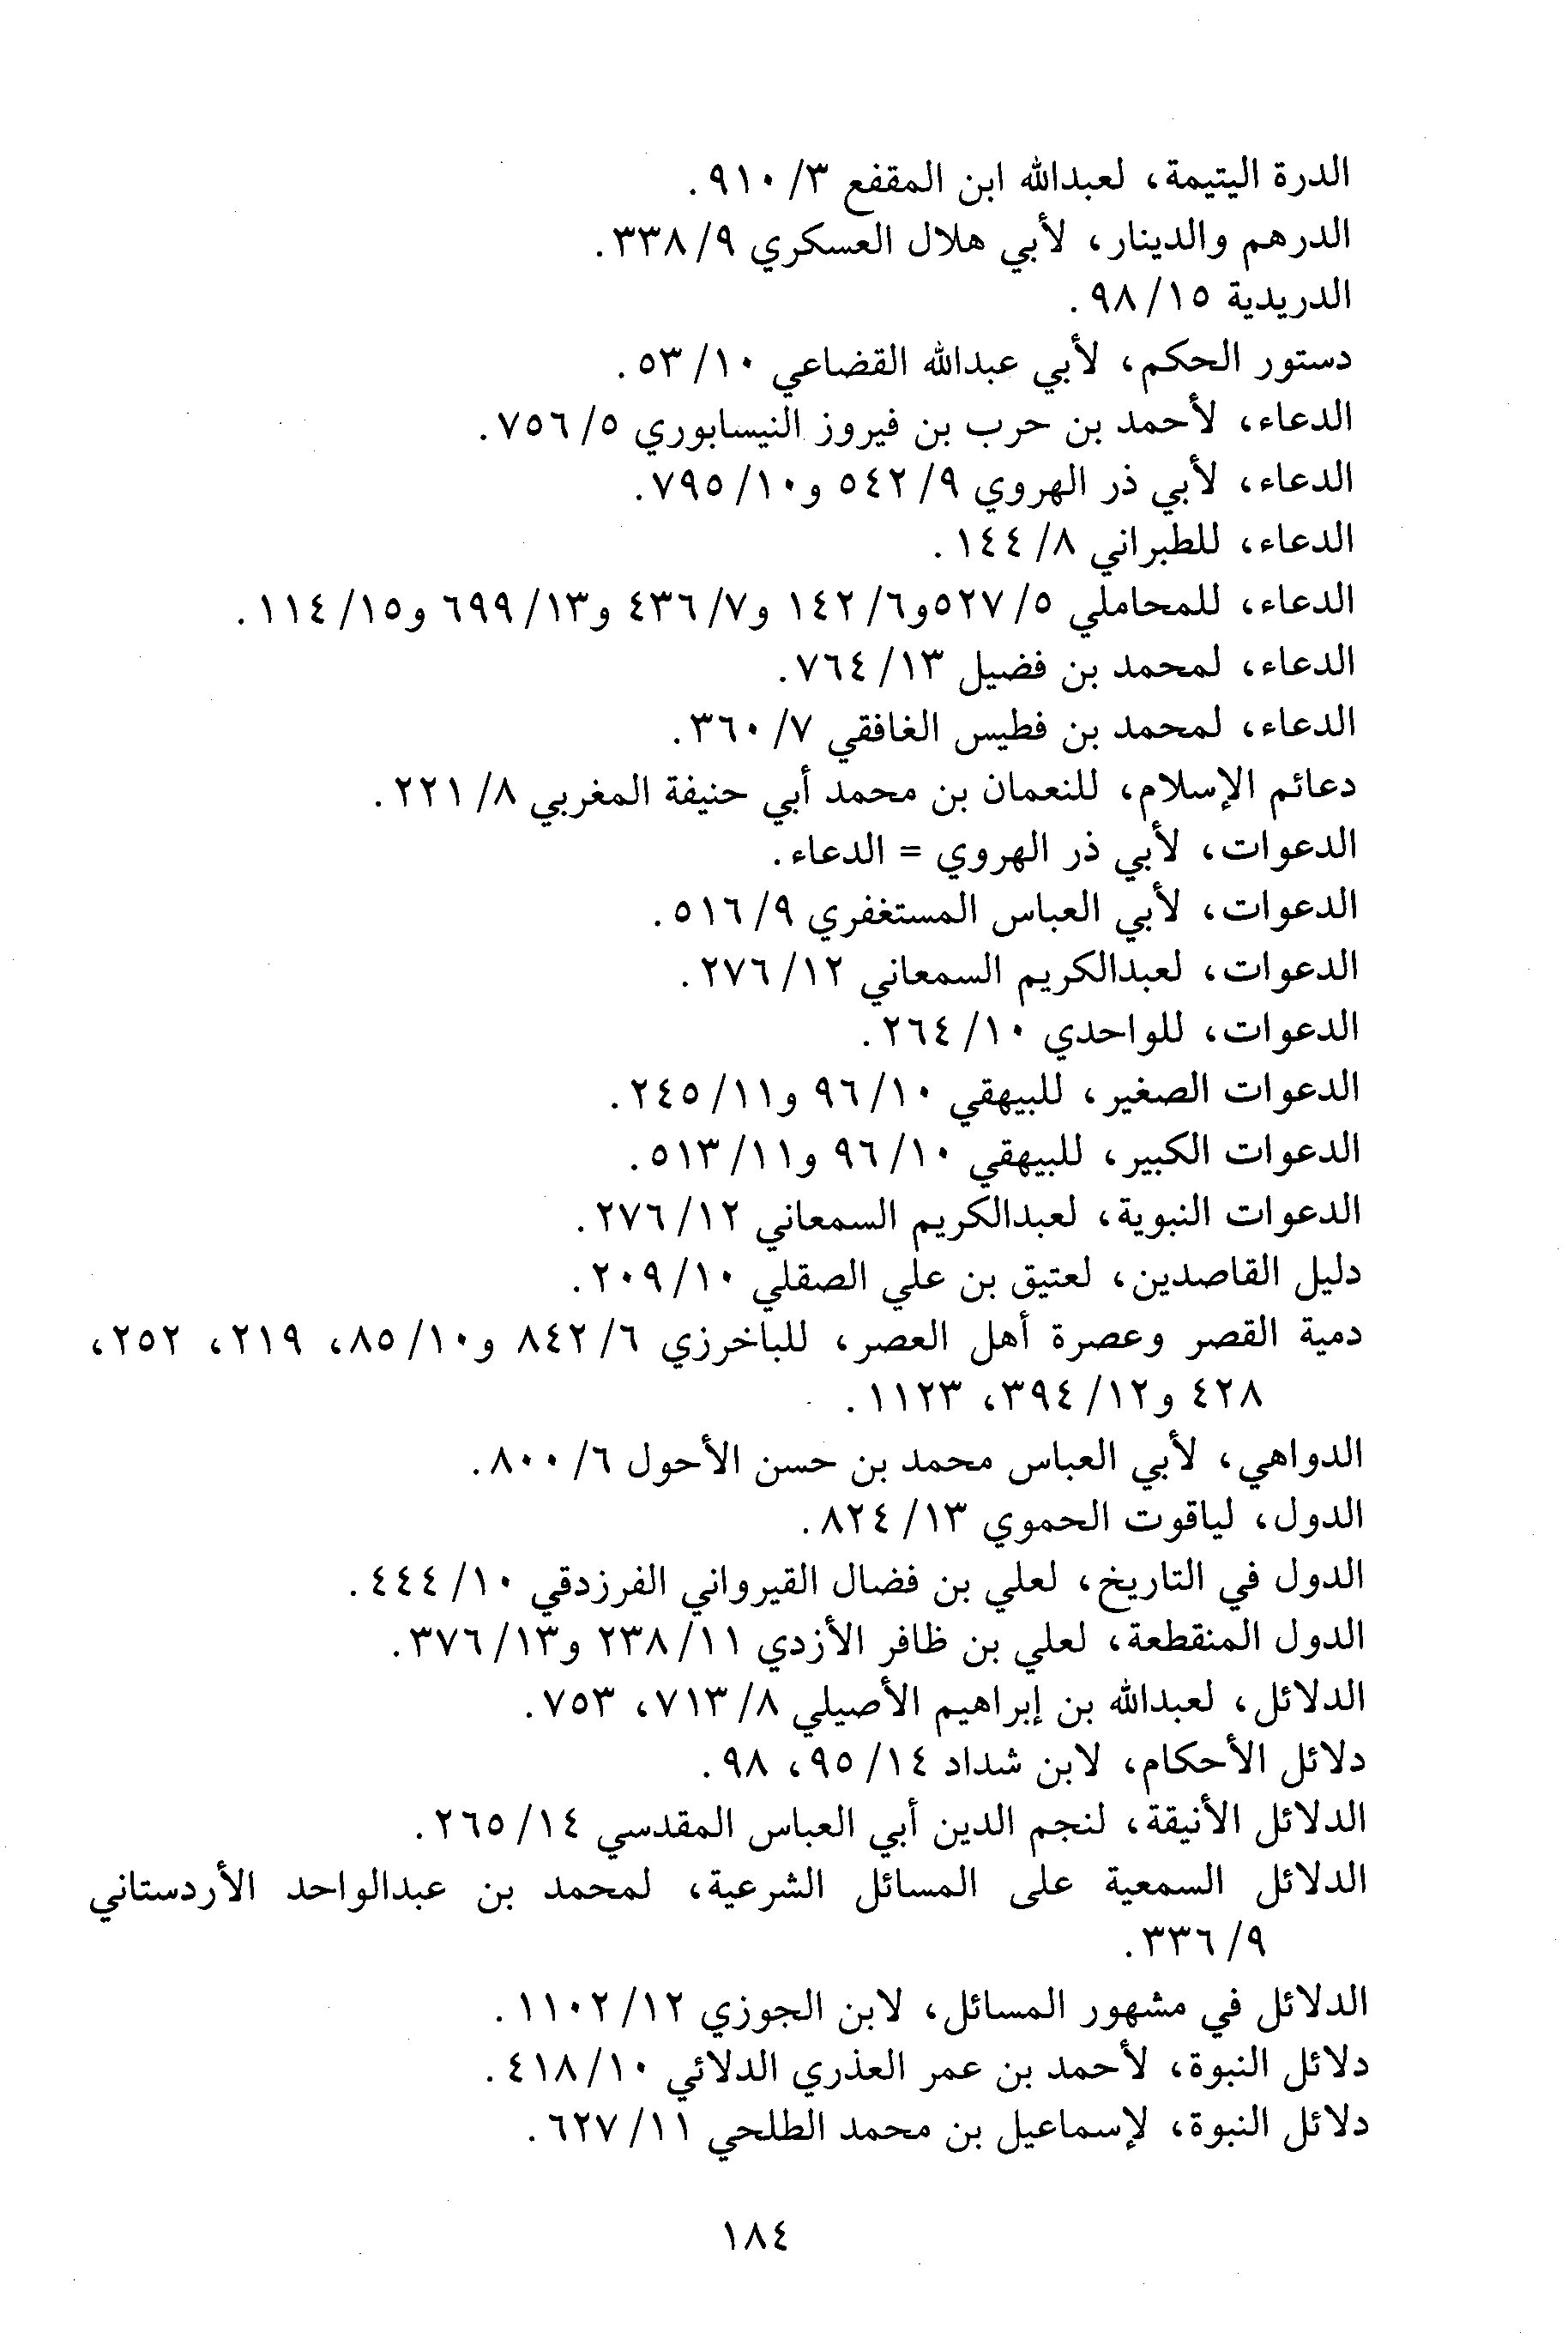 الدرة اليتيمة، لعبدالله ابن المقفع ٣/ ٩١٠.
الدرهم والدينار، لأبي هلال العسكري ٩/ ٣٣٨.
الدريدية ١٥/ ٩٨.
دستور الحكم، لأبي عبدالله القضاعي ١٠/ ٥٣.
الدعاء، لأحمد بن حرب بن فيروز النيسابوري ٥/ ٧٥٦.
الدعاء، لأبي ذر الهروي ٩/ ٥٤٢ و١٠/ ٧٩٥.
الدعاء، للطبراني ٨/ ١٤٤.
الدعاء، للمحاملي ٥/ ٥٢٧ و٦/ ١٤٢ و٧/ ٤٣٦ و١٣/ ٦٩٩ و١٥/ ١١٤.
الدعاء، لمحمد بن فضيل ١٣/ ٧٦٤.
الدعاء، لمحمد بن فطيس الغافقي ٧/ ٣٦٠.
دعائم الإسلام، للنعمان بن محمد أبي حنيفة المغربي ٨/ ٢٢١.
الدعوات، لأبي ذر الهروي = الدعاء.
الدعوات، لأبي العباس المستغفري ٩/ ٥١٦.
الدعوات، لعبدالكريم السمعاني ١٢/ ٢٧٦.
الدعوات، للواحدي ١٠/ ٢٦٤.
الدعوات الصغير، للبيهقي ١٠/ ٩٦ و١١/ ٢٤٥.
الدعوات الكبير، للبيهقي ١٠/ ٩٦ و١١/ ٥١٣.
الدعوات النبوية، لعبدالكريم السمعاني ١٢/ ٢٧٦.
دليل القاصدين، لعتيق بن علي الصقلي ١٠/ ٢٠٩.
دمية القصر وعصرة أهل العصر، للباخرزي ٦/ ٨٤٢ و١٠/ ٨٥، ٢١٩، ٢٥٢،
٤٢٨ و١٢/ ٣٩٤، ١١٢٣.
الدواهي، لأبي العباس محمد بن حسن الأحول ٦/ ٨٠٠.
الدول، لياقوت الحموي ١٣/ ٨٢٤.
الدول في التاريخ، لعلي بن فضال القيرواني الفرزدقي ١٠/ ٤٤٤.
الدول المنقطعة، لعلي بن ظافر الأزدي ١١/ ٢٣٨ و١٣/ ٣٧٦.
الدلائل، لعبدالله بن إبراهيم الأصيلي ٨/ ٧١٣، ٧٥٣.
دلائل الأحكام، لابن شداد ١٤/ ٩٥، ٩٨.
الدلائل الأنيقة، لنجم الدين أبي العباس المقدسي ١٤/ ٢٦٥.
الدلائل السمعية على المسائل الشرعية، لمحمد بن عبدالواحد الأردستاني
٩/ ٣٣٦.
الدلائل في مشهور المسائل، لابن الجوزي ١٢/ ١١٠٢.
دلائل النبوة، لأحمد بن عمر العذري الدلائي ١٠/ ٤١٨.
دلائل النبوة، لإسماعيل بن محمد الطلحي ١١/ ٦٢٧.
١٨٤